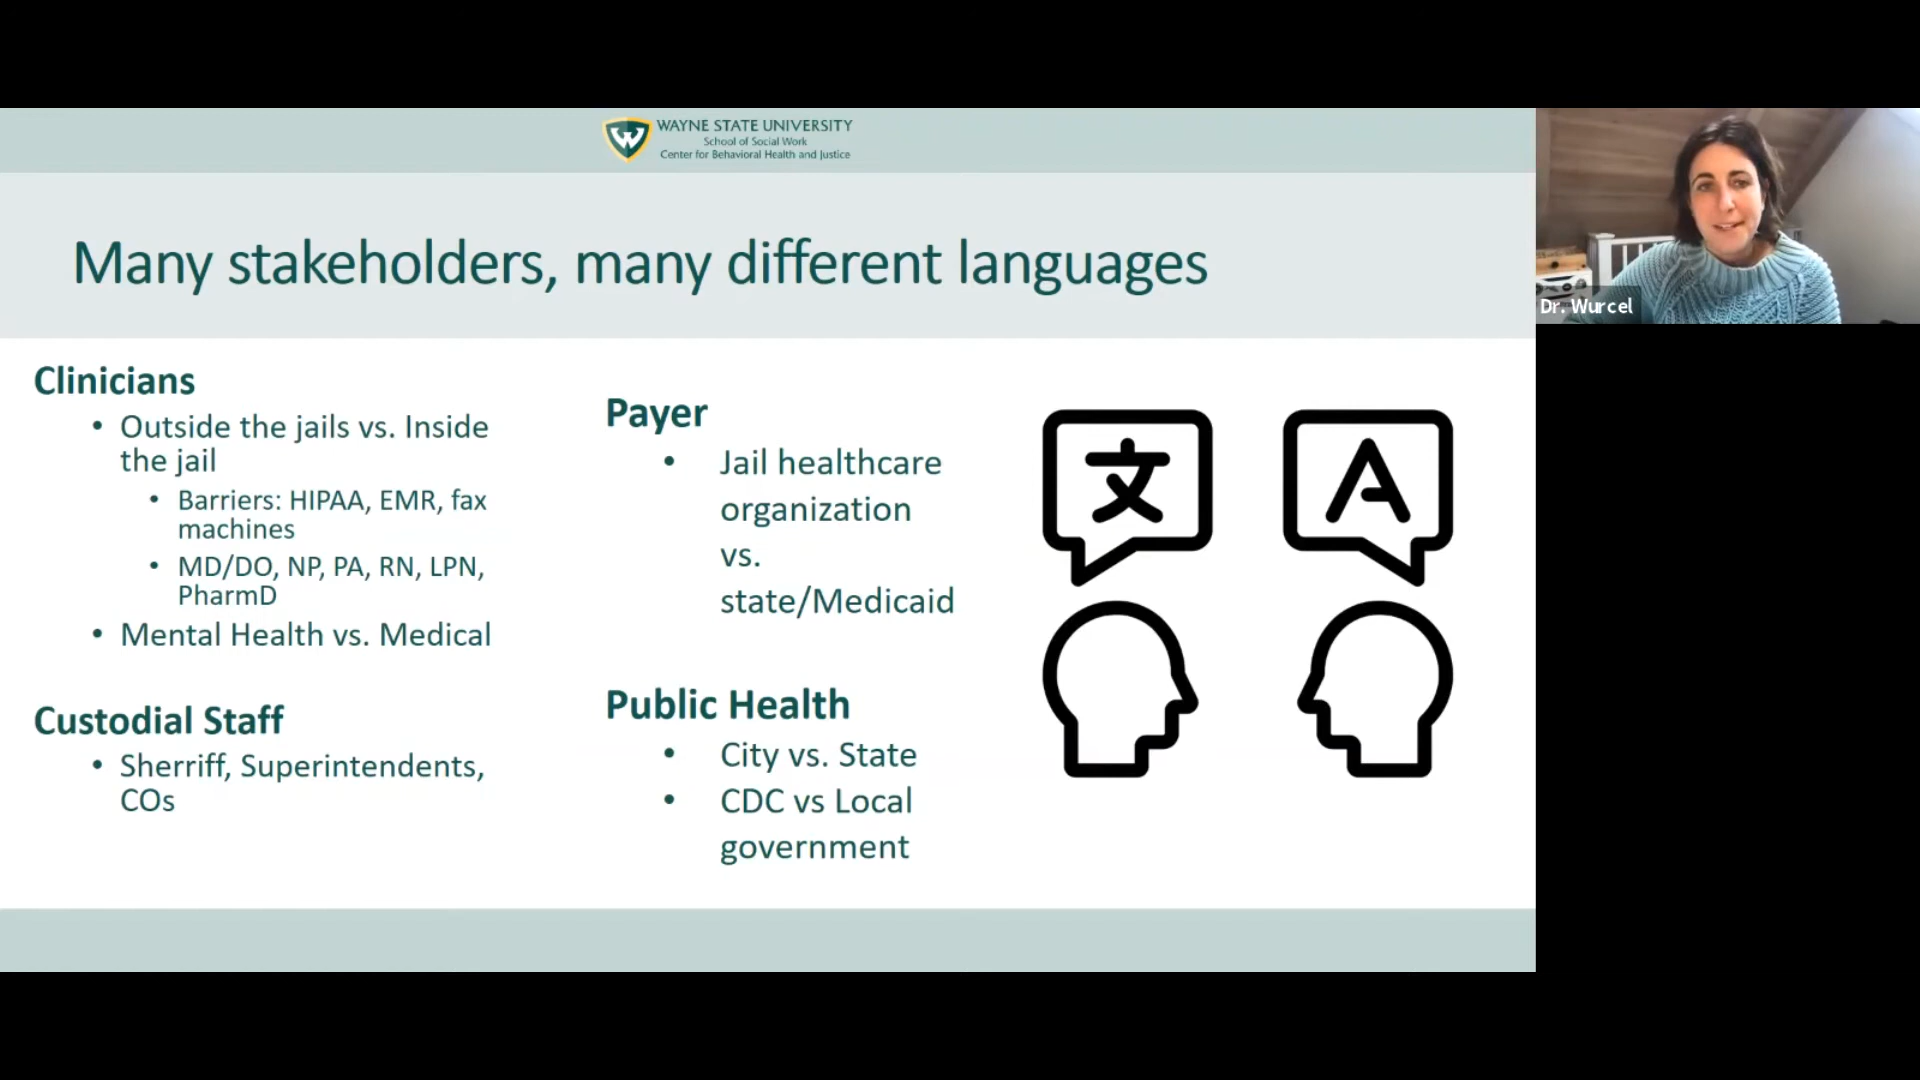 WAYNE STATE UNIVERSITY
School of Social Work
Center for Behavioral Health and Justice
Many stakeholders, many different languages
Clinicians
• Outside the jails vs. Inside
the jail
• Barriers: HIPAA, EMR, fax
machines
• MD/DO, NP, PA, RN, LPN,
PharmD
• Mental Health vs. Medical
Custodial Staff
• Sherriff, Superintendents,
COs
Payer
• Jail healthcare
organization
vs.
state/Medicaid
Public Health
• City vs. State
• CDC vs Local
government
文
A
Dr. Wurcel